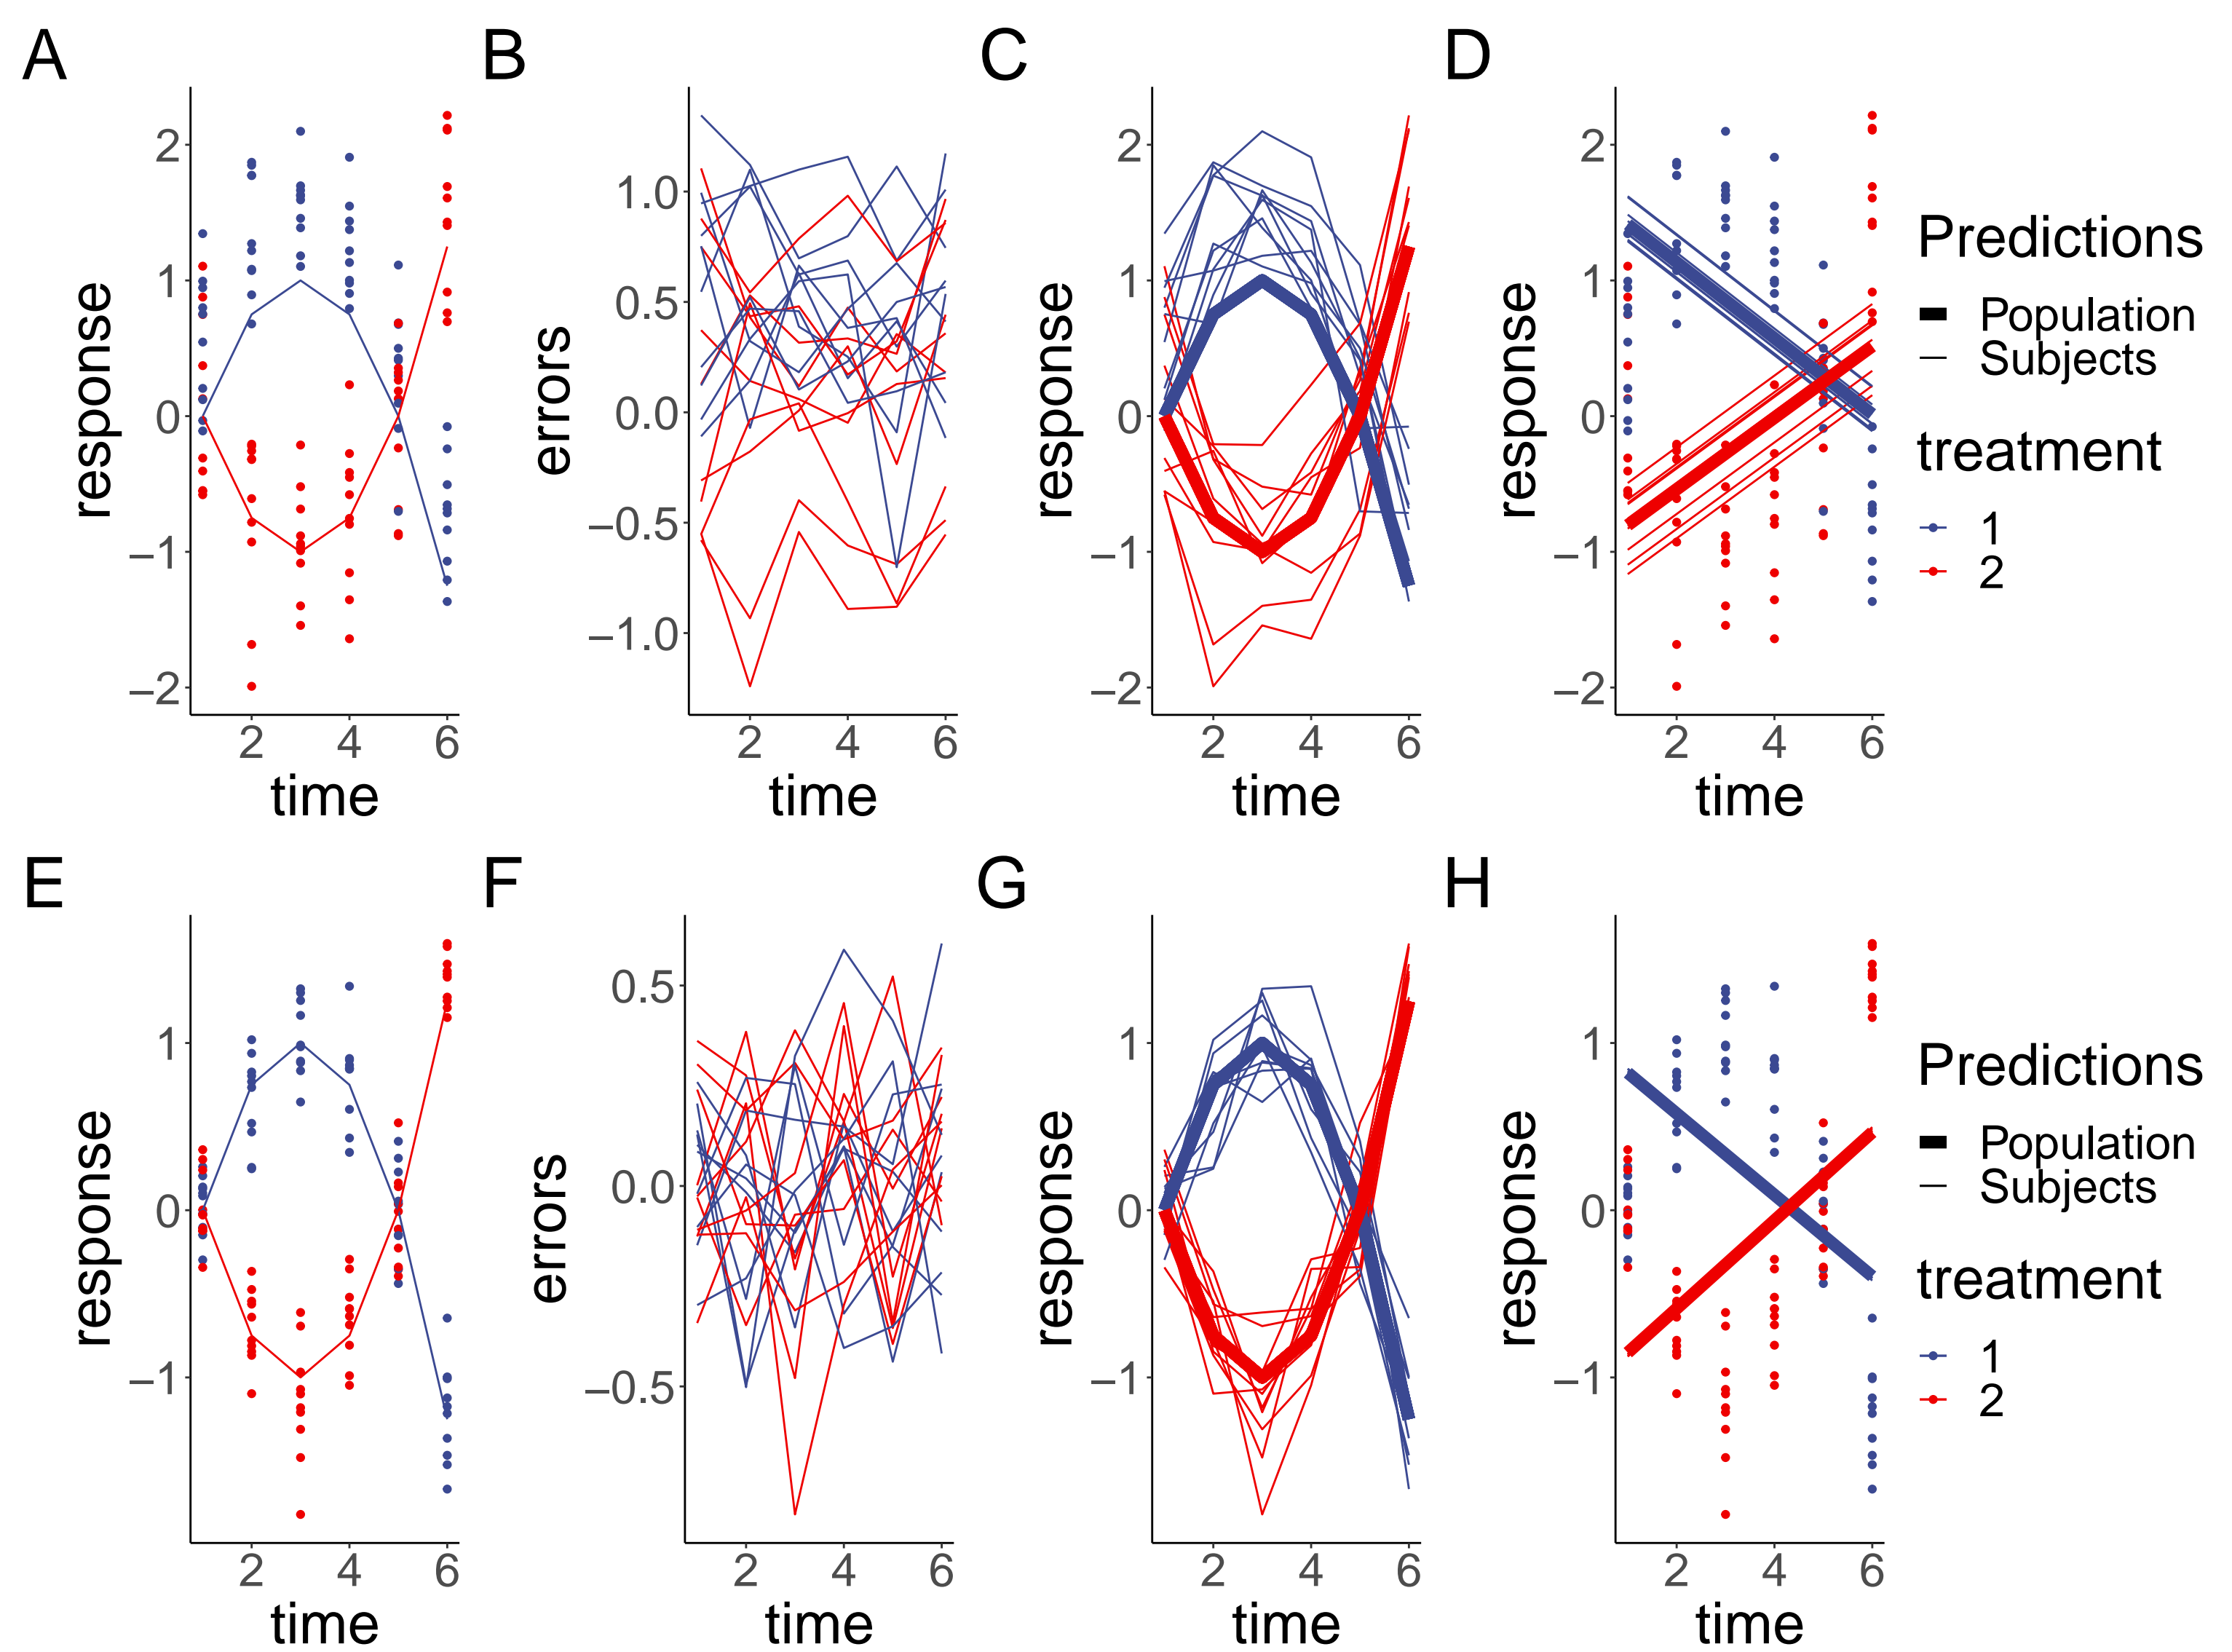 A
B
C
D
response
2
1
0
−1
−2
2
4
6
time
errors
1.0
0.5
0.0
−0.5
−1.0
2
4
6
time
response
2
1
0
−1
−2
2
4
6
time
response
2
1
0
−1
−2
2
4
6
time
Predictions
Population
Subjects
treatment
1
2
E
F
G
H
response
1
0
−1
2
4
6
time
errors
0.5
0.0
−0.5
2
4
6
time
response
1
0
−1
2
4
6
time
response
1
0
−1
2
4
6
time
Predictions
Population
Subjects
treatment
1
2